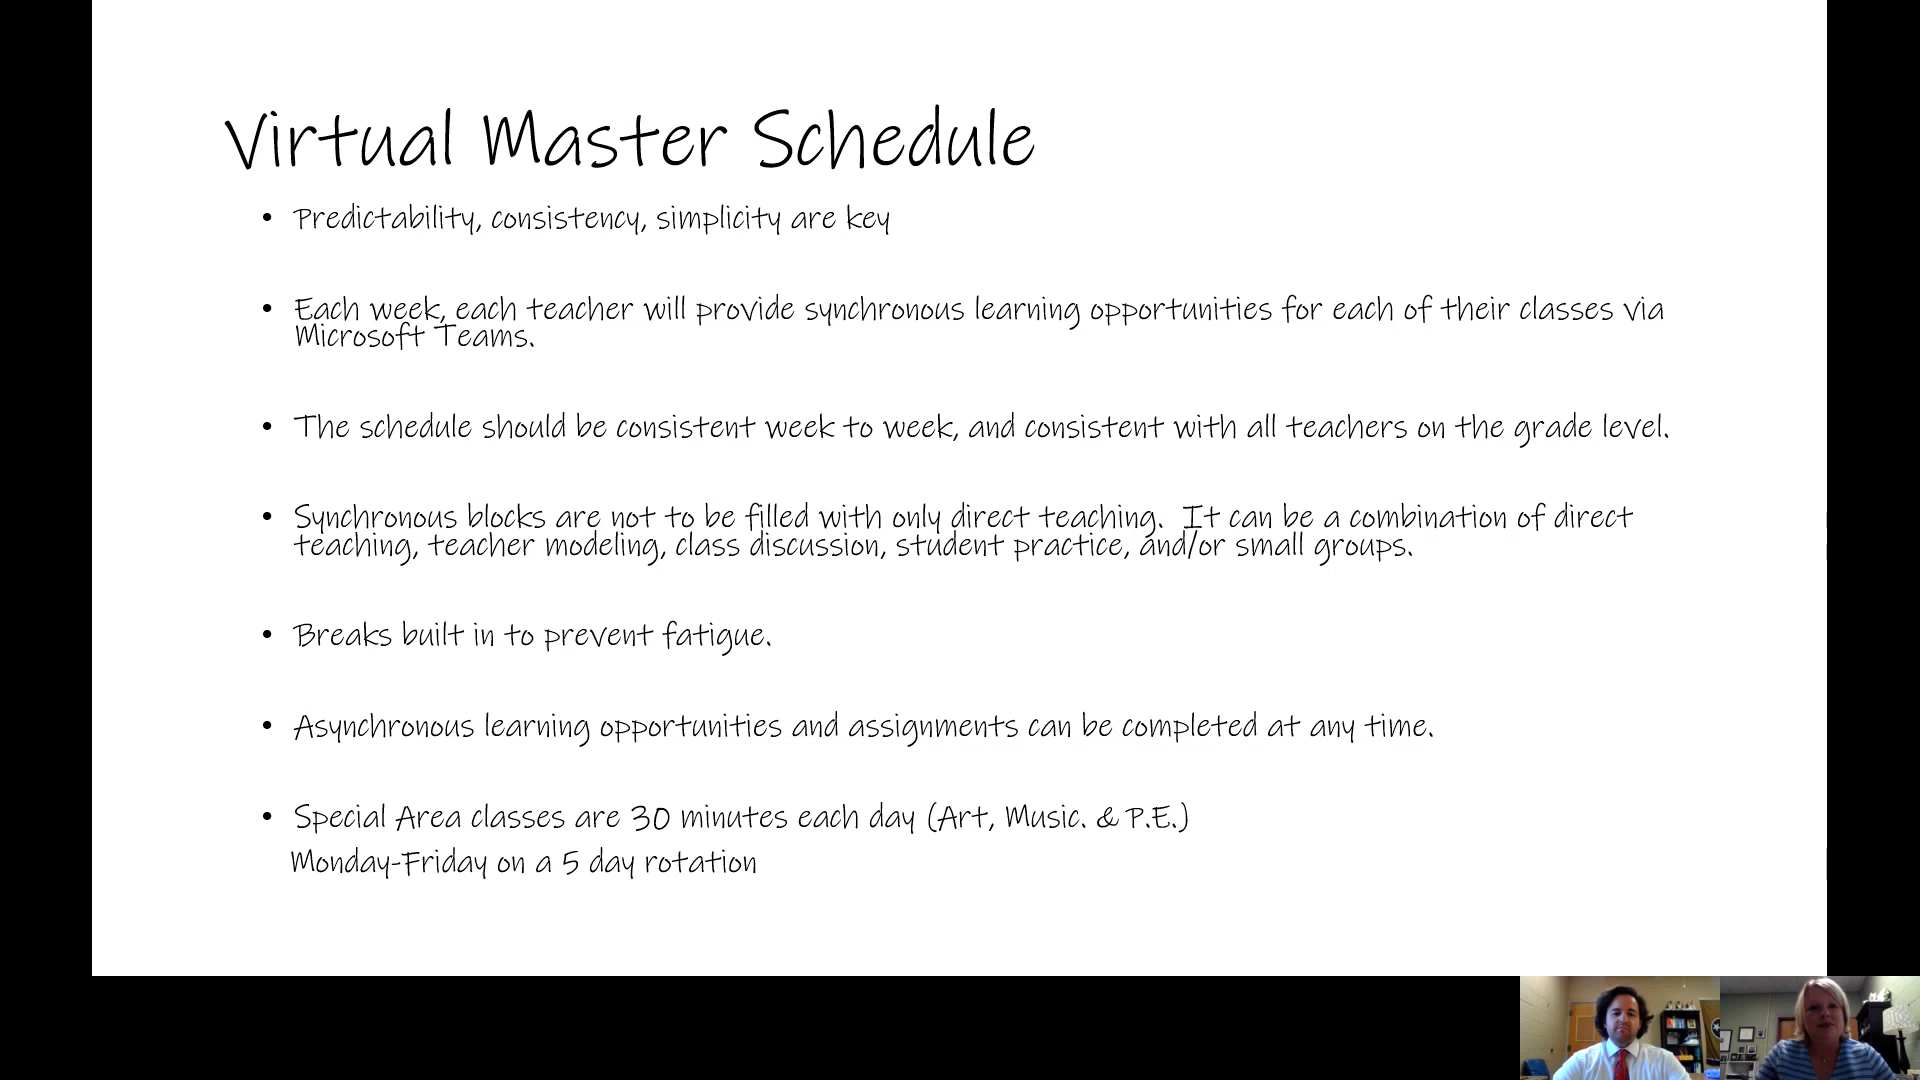 Virtual Master Schedule
• Predictability, consistency, simplicity are key
• Each week, each teacher will provide synchronous learning opportunities for each of their classes via
Microsoft Teams.
• The schedule should be consistent week to week, and consistent with all teachers on the grade level.
• Synchronous blocks are not to be filled with only direct teaching.  It can be a combination of direct
teaching, teacher modeling, class discussion, student practice, and/or small groups.
• Breaks built in to prevent fatigue.
• Asynchronous learning opportunities and assignments can be completed at any time.
• Special Area classes are 30 minutes each day (Art, Music. & P.E.)
Monday-Friday on a 5 day rotation